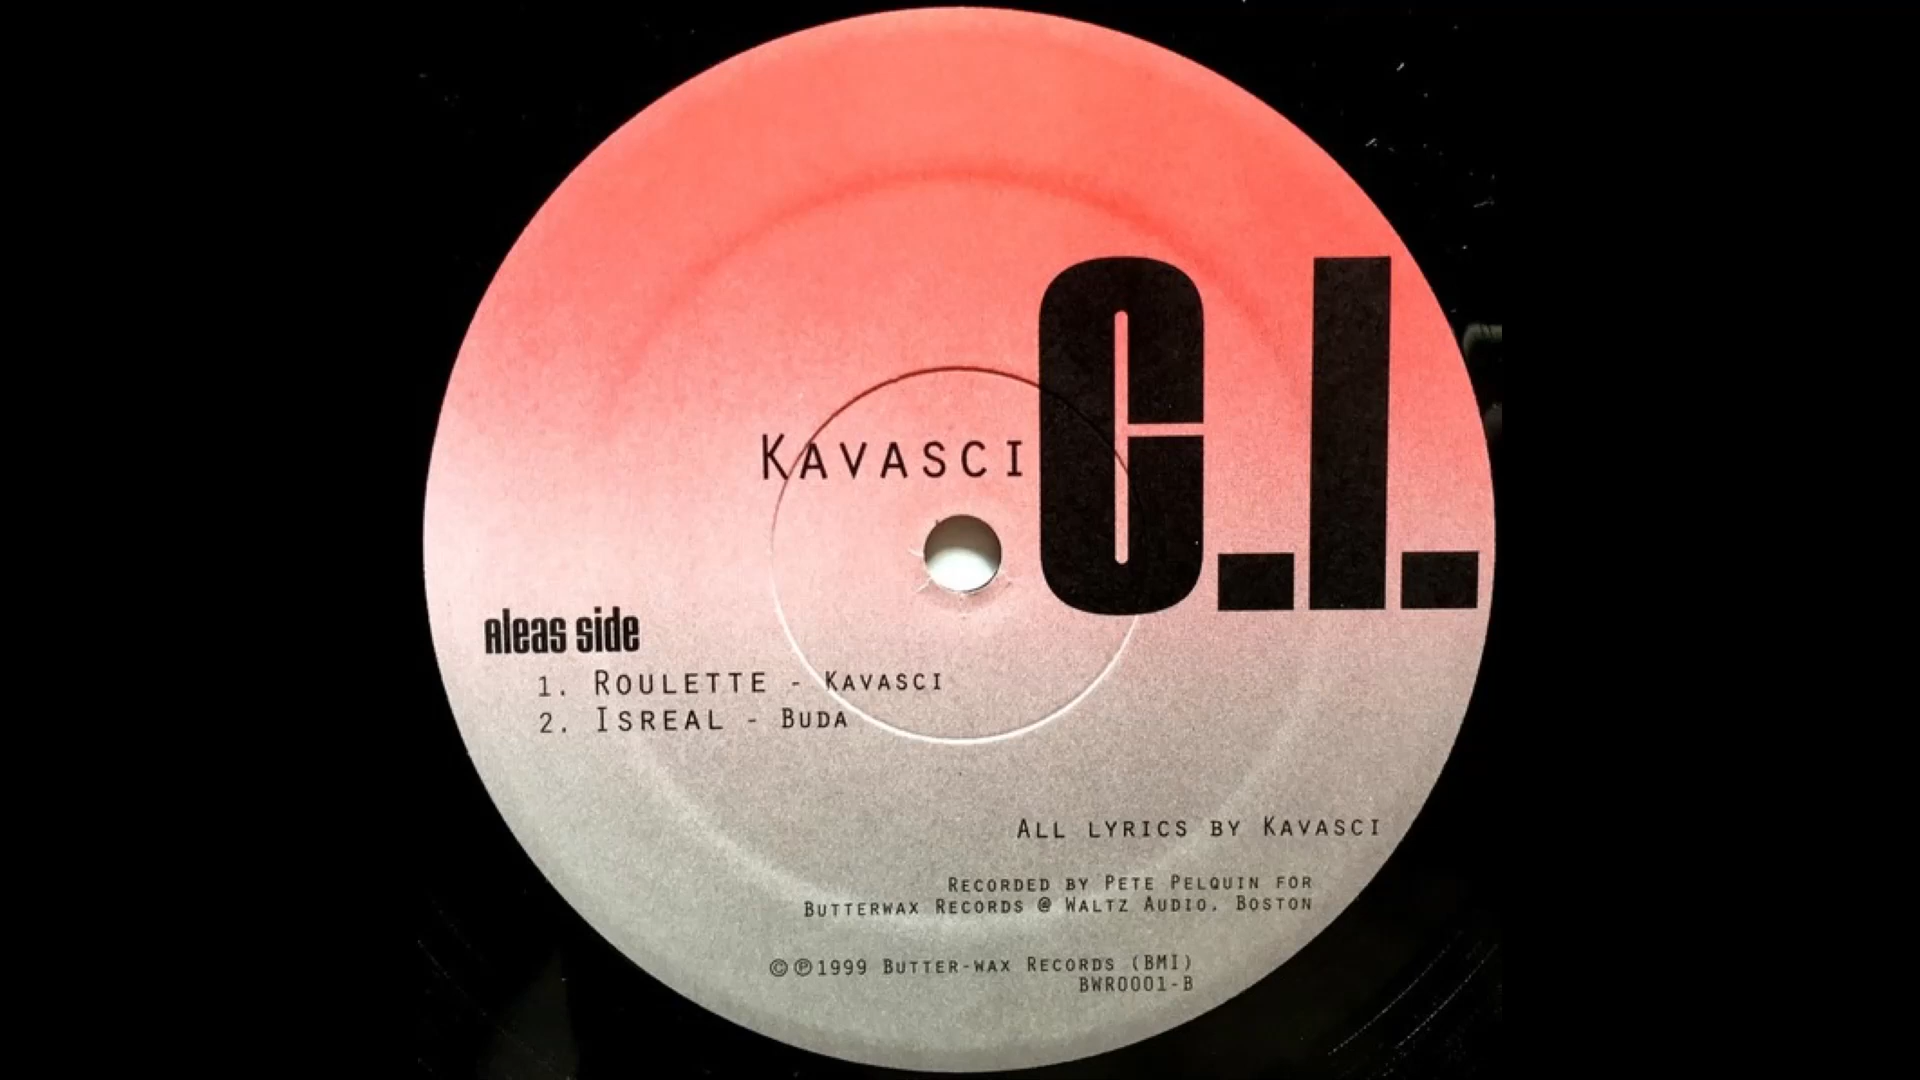 C.I.
KAVASCI
Aleas side
1. ROULETTE - KAVASCI
2. ISREAL - BUDA
ALL LYRICS BY KAVASCI
RECORDED BY PETE PELQUIN FOR
BUTTERWAX RECORDS @ WALTZ AUDIO. BOSTON
©℗1999 BUTTER-WAX RECORDS (BMI)
BWR0001-B